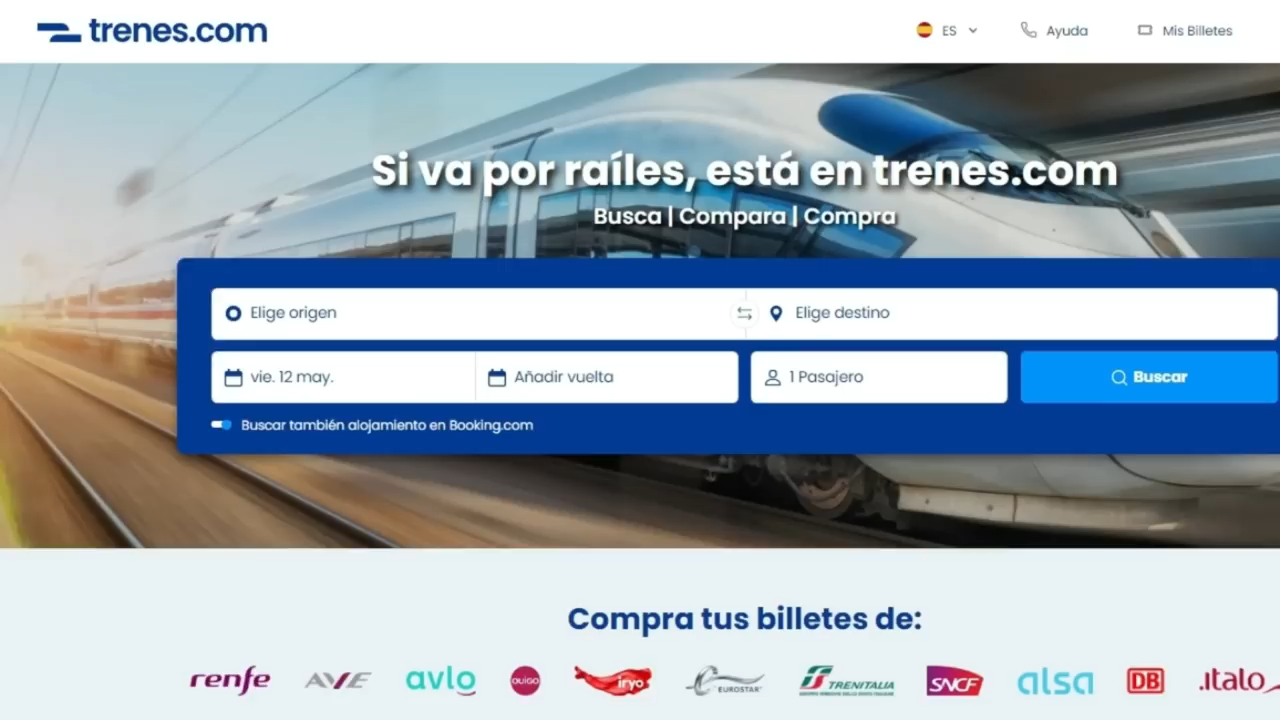 trenes.com
ES
Ayuda
Mis Billetes
Si va por raíles, está en trenes.com
Busca | Compara | Compra
Elige origen
Elige destino
vie. 12 may.
Añadir vuelta
1 Pasajero
Buscar
Buscar también alojamiento en Booking.com
Compra tus billetes de:
renfe
AVE
avlo
OUIGO
iryo
EUROSTAR
TRENITALIA
SNCF
alsa
DB
.italo